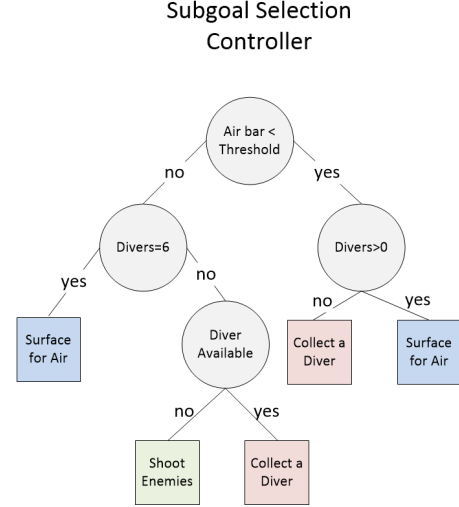 Subgoal Selection
Controller
Air bar <
Threshold
no
yes
Divers=6
Divers>0
yes
no
no
yes
Surface
for Air
Diver
Available
Collect a
Diver
Surface
for Air
no
yes
Shoot
Enemies
Collect a
Diver